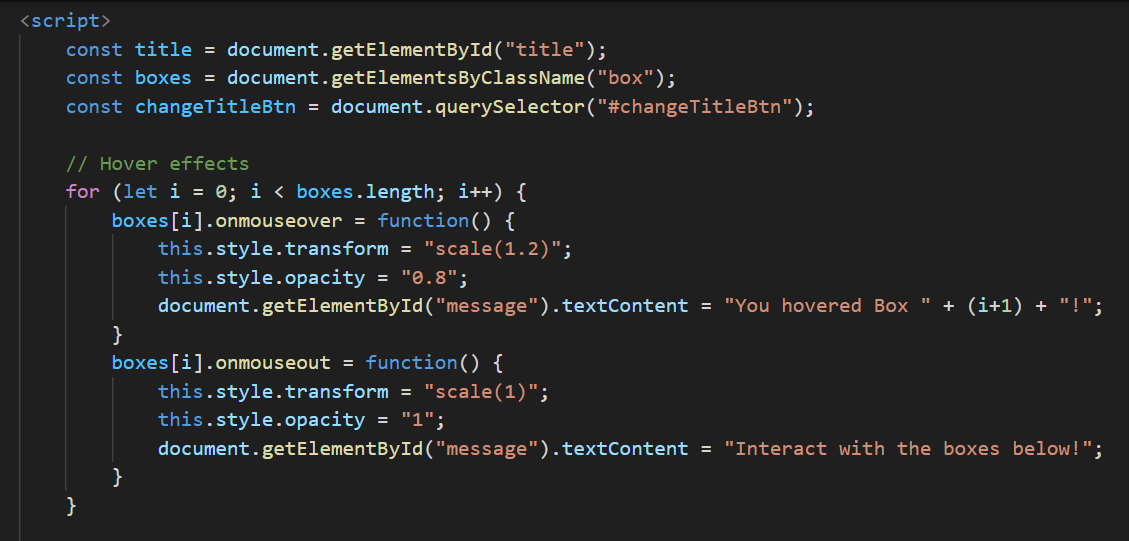 <script>
    const title = document.getElementById("title");
    const boxes = document.getElementsByClassName("box");
    const changeTitleBtn = document.querySelector("#changeTitleBtn");

    // Hover effects
    for (let i = 0; i < boxes.length; i++) {
        boxes[i].onmouseover = function() {
            this.style.transform = "scale(1.2)";
            this.style.opacity = "0.8";
            document.getElementById("message").textContent = "You hovered Box " + (i+1) + "!";
        }
        boxes[i].onmouseout = function() {
            this.style.transform = "scale(1)";
            this.style.opacity = "1";
            document.getElementById("message").textContent = "Interact with the boxes below!";
        }
    }